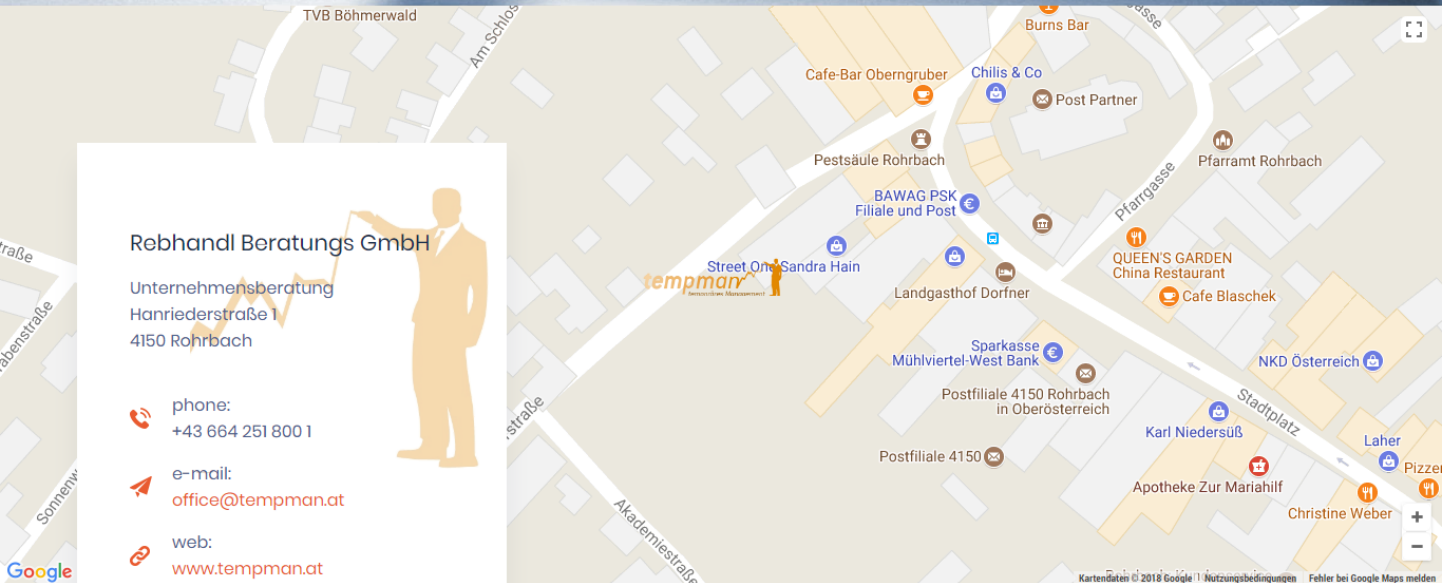 TVB Böhmerwald
Am Schlos
Burns Bar
Cafe-Bar Oberngruber
Chilis & Co
Post Partner
Pestsäule Rohrbach
Pfarramt Rohrbach
Pfarrgasse
BAWAG PSK
Filiale und Post
Street One Sandra Hain
tempman
temporäres Management
Landgasthof Dorfner
QUEEN'S GARDEN
China Restaurant
Cafe Blaschek
Sparkasse
Mühlviertel-West Bank
NKD Österreich
Postfiliale 4150 Rohrbach
in Oberösterreich
Stadtplatz
Karl Niedersüß
Laher
Postfiliale 4150
Pizzer
Apotheke Zur Mariahilf
Christine Weber
Akademiestraße
Rebhandl Beratungs GmbH
Unternehmensberatung
Hanriederstraße 1
4150 Rohrbach
phone:
+43 664 251 800 1
e-mail:
office@tempman.at
web:
www.tempman.at
Google
Kartendaten © 2018 Google
Nutzungsbedingungen
Fehler bei Google Maps melden